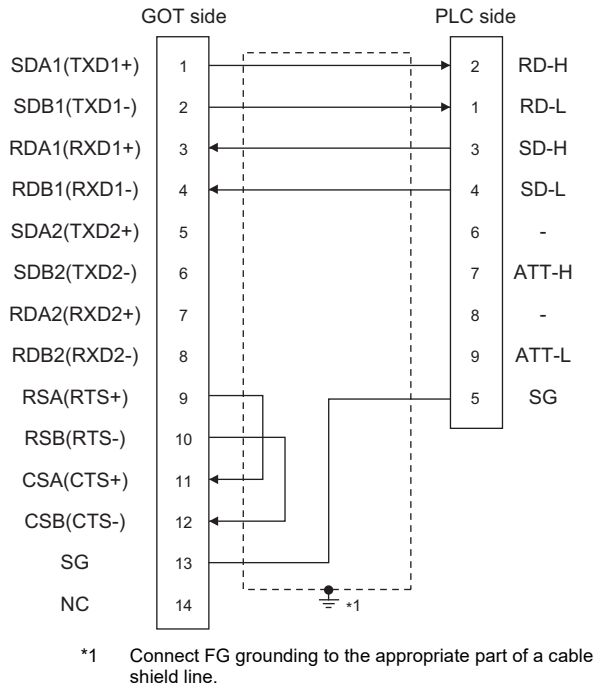 GOT side PLC side
SDA1(TXD1+) 1 2 RD-H
SDB1(TXD1-) 2 1 RD-L
RDA1(RXD1+) 3 3 SD-H
RDB1(RXD1-) 4 4 SD-L
SDA2(TXD2+) 5 6 -
SDB2(TXD2-) 6 7 ATT-H
RDA2(RXD2+) 7 8 -
RDB2(RXD2-) 8 9 ATT-L
RSA(RTS+) 9 5 SG
RSB(RTS-) 10
CSA(CTS+) 11
CSB(CTS-) 12
SG 13
NC 14
*1
*1 Connect FG grounding to the appropriate part of a cable
shield line.